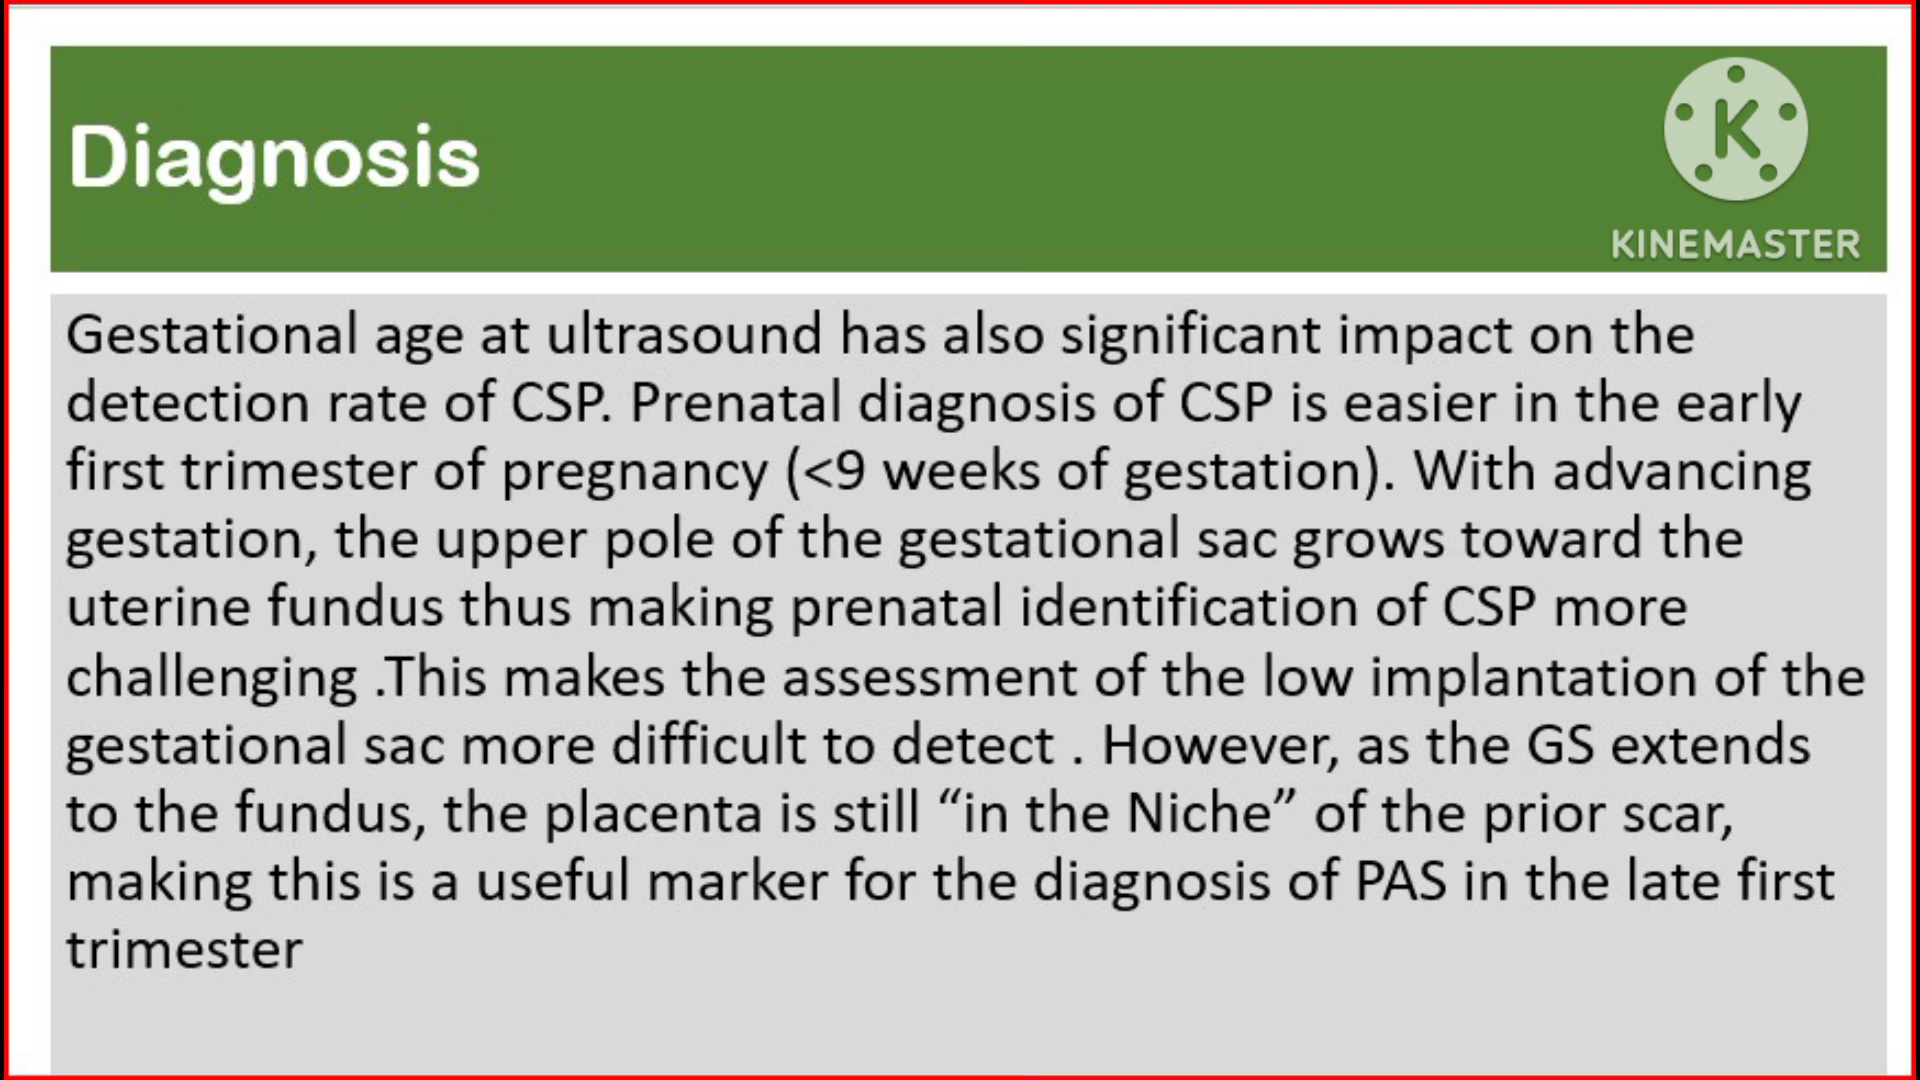 Diagnosis
KINEMASTER
Gestational age at ultrasound has also significant impact on the
detection rate of CSP. Prenatal diagnosis of CSP is easier in the early
first trimester of pregnancy (<9 weeks of gestation). With advancing
gestation, the upper pole of the gestational sac grows toward the
uterine fundus thus making prenatal identification of CSP more
challenging .This makes the assessment of the low implantation of the
gestational sac more difficult to detect . However, as the GS extends
to the fundus, the placenta is still “in the Niche” of the prior scar,
making this is a useful marker for the diagnosis of PAS in the late first
trimester